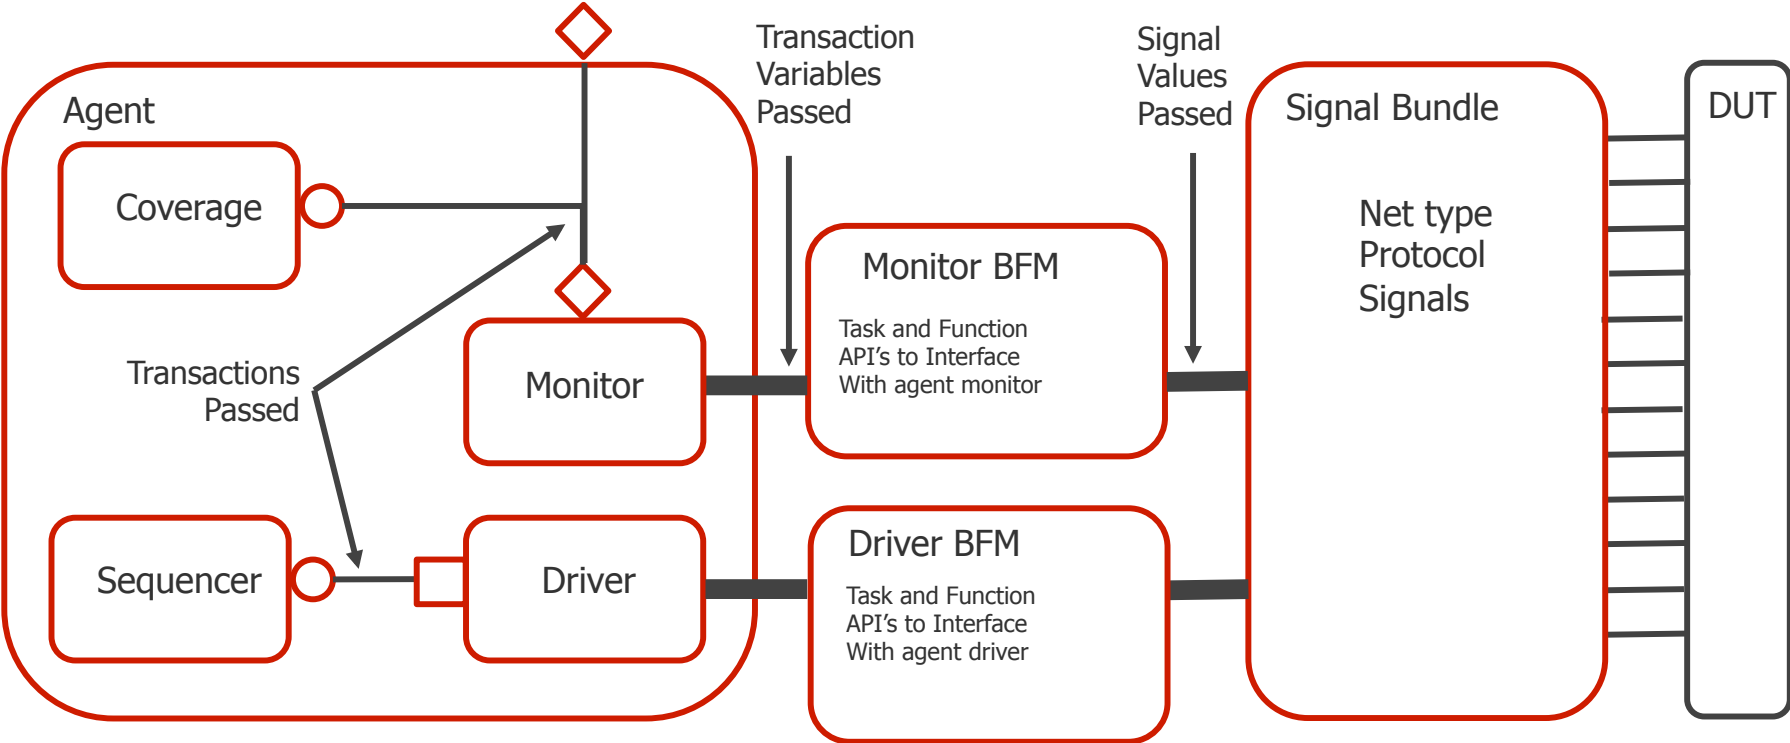 Agent
Coverage
Transactions
Passed
Monitor
Sequencer
Driver
Transaction
Variables
Passed
Monitor BFM
Task and Function
API’s to Interface
With agent monitor
Driver BFM
Task and Function
API’s to Interface
With agent driver
Signal
Values
Passed
Signal Bundle
Net type
Protocol
Signals
DUT